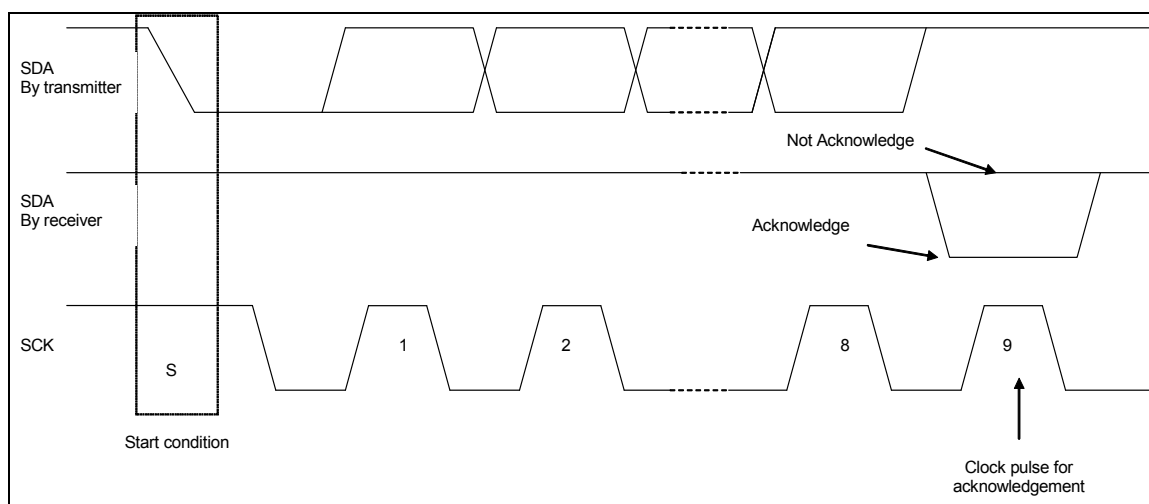 SDA
By transmitter
Not Acknowledge
SDA
By receiver
Acknowledge
SCK
1
2
8
9
S
Start condition
Clock pulse for
acknowledgement